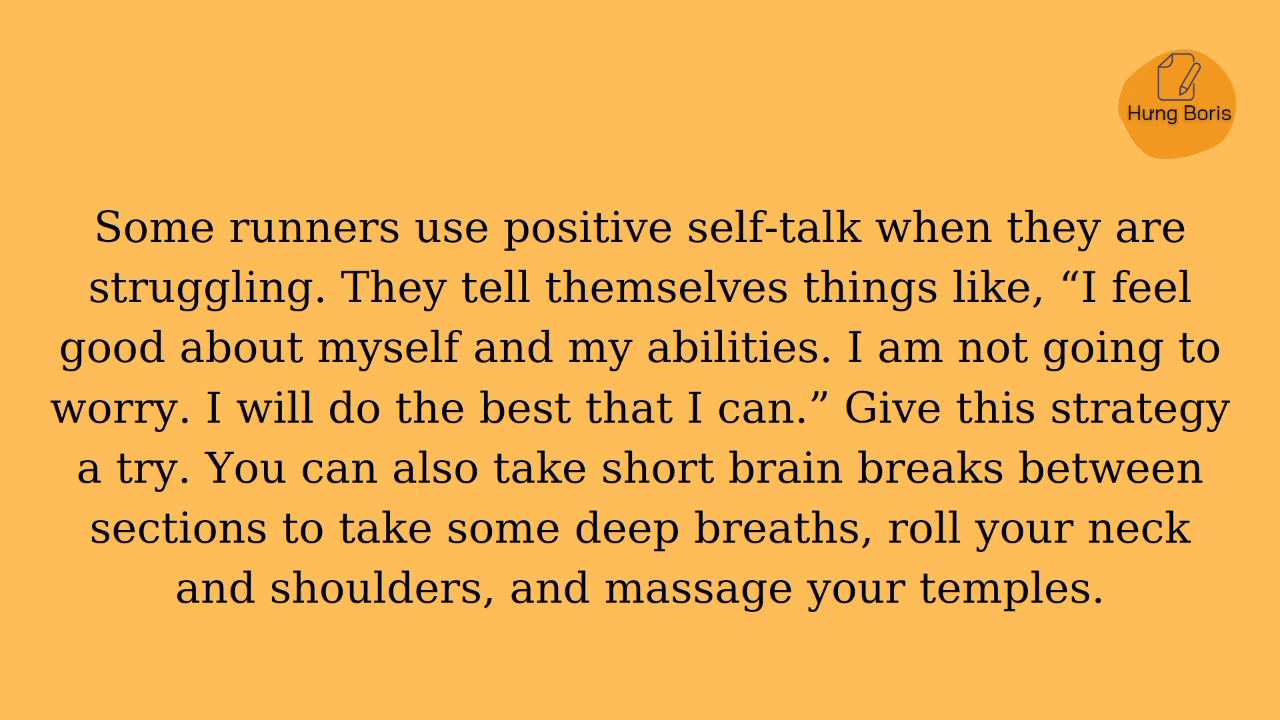 Hưng Boris
Some runners use positive self-talk when they are
struggling. They tell themselves things like, “I feel
good about myself and my abilities. I am not going to
worry. I will do the best that I can.” Give this strategy
a try. You can also take short brain breaks between
sections to take some deep breaths, roll your neck
and shoulders, and massage your temples.